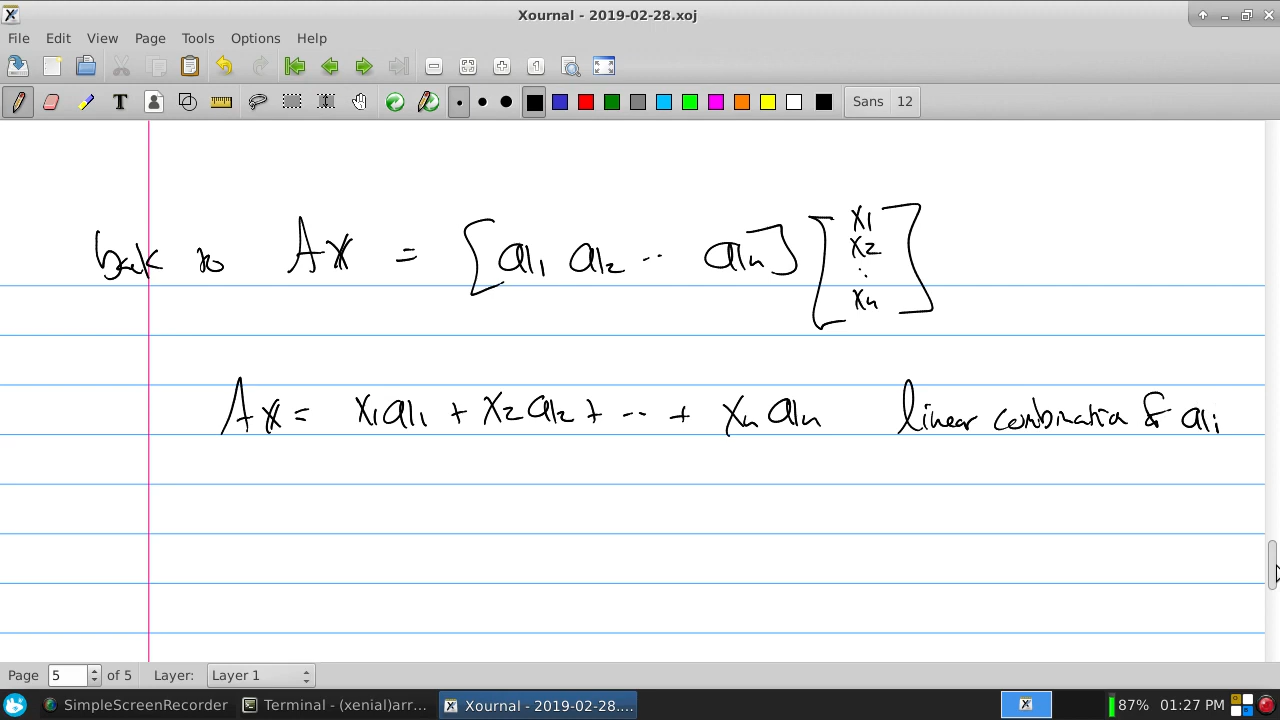 Xournal - 2019-02-28.xoj
File Edit View Page Tools Options Help
Sans 12
back to Ax = [a1 a2 ·· an] [x1 x2 : xn]
Ax = x1a1 + x2a2 + ··· + xn an linear combination of ai
Page 5 of 5 Layer: Layer 1
SimpleScreenRecorder Terminal - (xenial)arr... Xournal - 2019-02-28.... 87% 01:27 PM